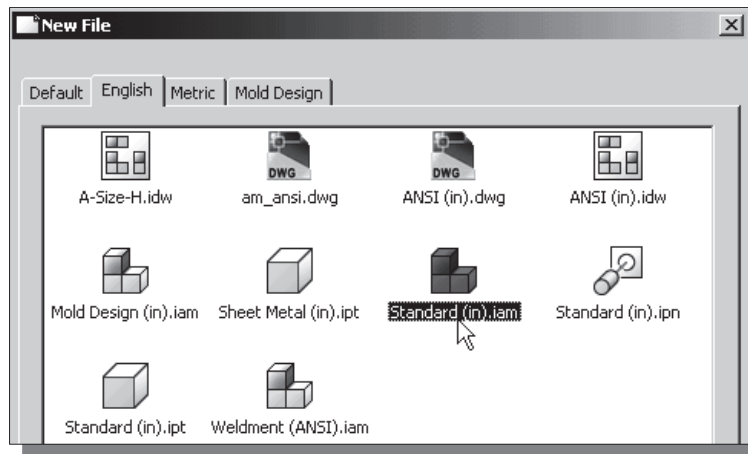 New File
Default English Metric Mold Design
DWG DWG
A-Size-H.idw am_ansi.dwg ANSI (in).dwg ANSI (in).idw
Mold Design (in).iam Sheet Metal (in).ipt Standard (in).iam Standard (in).ipn
Standard (in).ipt Weldment (ANSI).iam